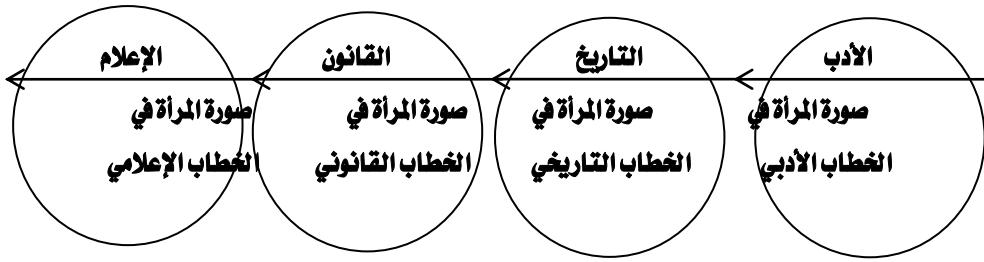 الأدب
صورة المرأة في
الخطاب الأدبي
التاريخ
صورة المرأة في
الخطاب التاريخي
القانون
صورة المرأة في
الخطاب القانوني
الإعلام
صورة المرأة في
الخطاب الإعلامي